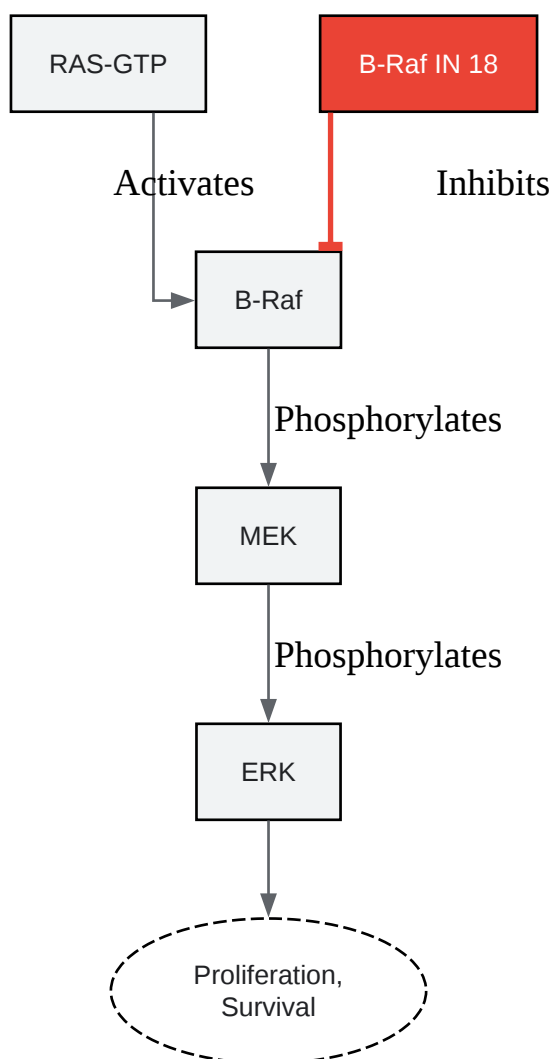 RAS-GTP
B-Raf IN 18
Activates
Inhibits
B-Raf
Phosphorylates
MEK
Phosphorylates
ERK
Proliferation,
Survival